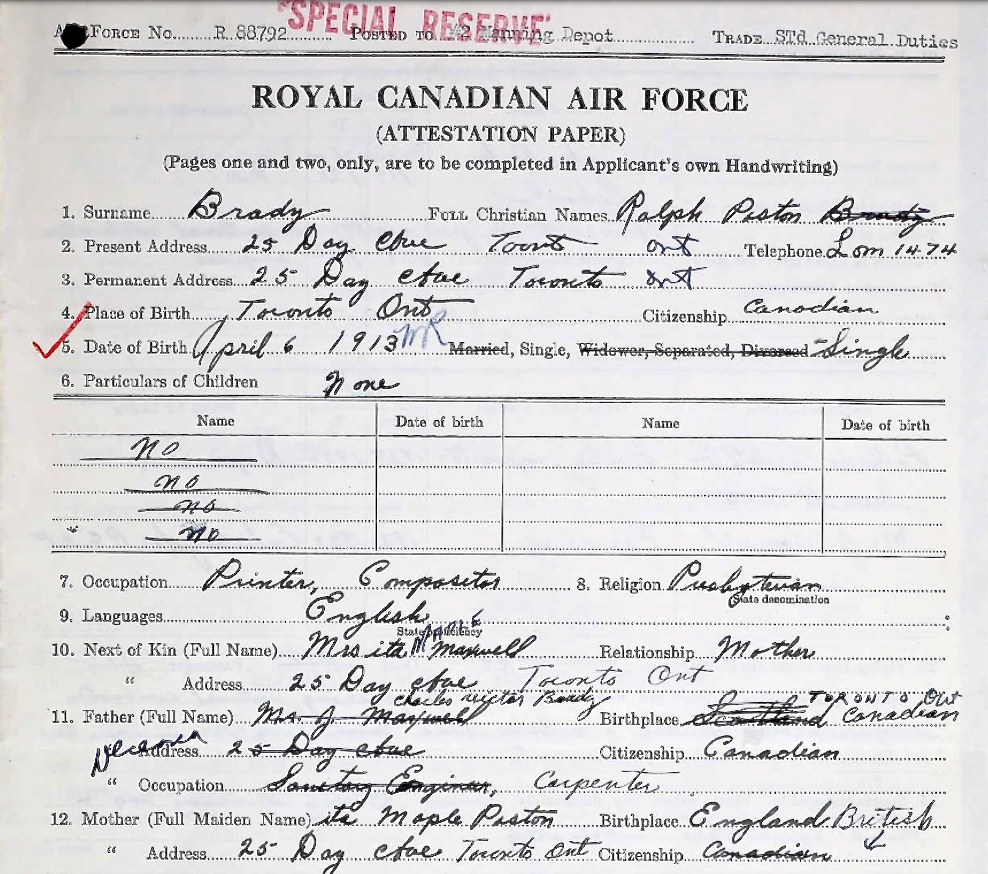 "SPECIAL RESERVE"
Force No. R 88792 Posted to Manning Depot Trade STd General Duties
ROYAL CANADIAN AIR FORCE
(ATTESTATION PAPER)
(Pages one and two, only, are to be completed in Applicant's own Handwriting)
1. Surname Brady Full Christian Names Ralph Piston Brady
2. Present Address 25 Day Ave Toont ont Telephone Lom 1474
3. Permanent Address 25 Day Ave Toronto ont
4. Place of Birth Toronto Ont Citizenship Canadian
5. Date of Birth April 6 1913 MR Married, Single, Widower, Separated, Divorced Single
6. Particulars of Children None
Name Date of birth Name Date of birth
no
no
no
no
7. Occupation Printer, Compositor 8. Religion Presbyterian
State denomination
9. Languages English
State proficiency
10. Next of Kin (Full Name) Mrs ita Maxwell Relationship Mother
" Address 25 Day Ave Toronto Ont
Charles Victor Brady TORONTO Ont
11. Father (Full Name) Mr. J. Maxwell Birthplace Scotland Canadian
Deceased
Address 25 Day Ave Citizenship Canadian
" Occupation Sanitary Enginer, Carpenter
12. Mother (Full Maiden Name) ita Maple Piston Birthplace England British
" Address 25 Day Ave Toronto Ont Citizenship Canadian